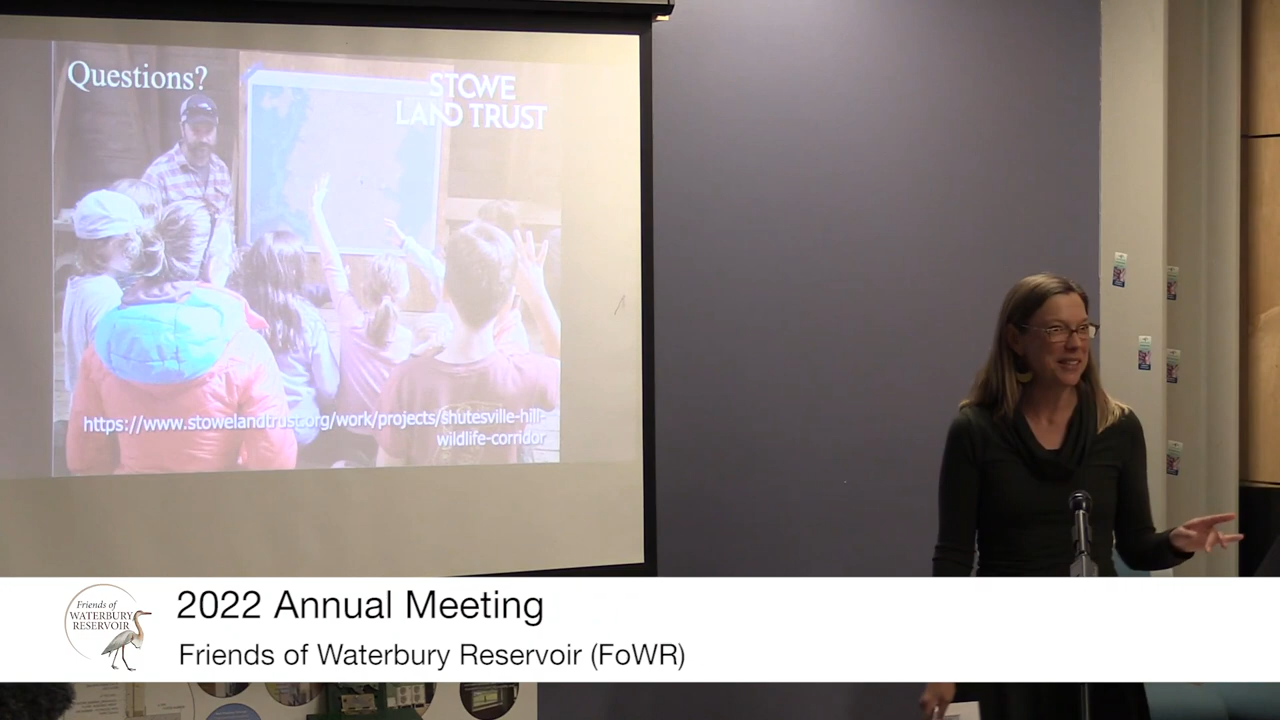 Questions?
STOWE
LAND TRUST
https://www.stowelandtrust.org/work/projects/shutesville-hill-
wildlife-corridor
Friends of
WATERBURY
RESERVOIR
2022 Annual Meeting
Friends of Waterbury Reservoir (FoWR)